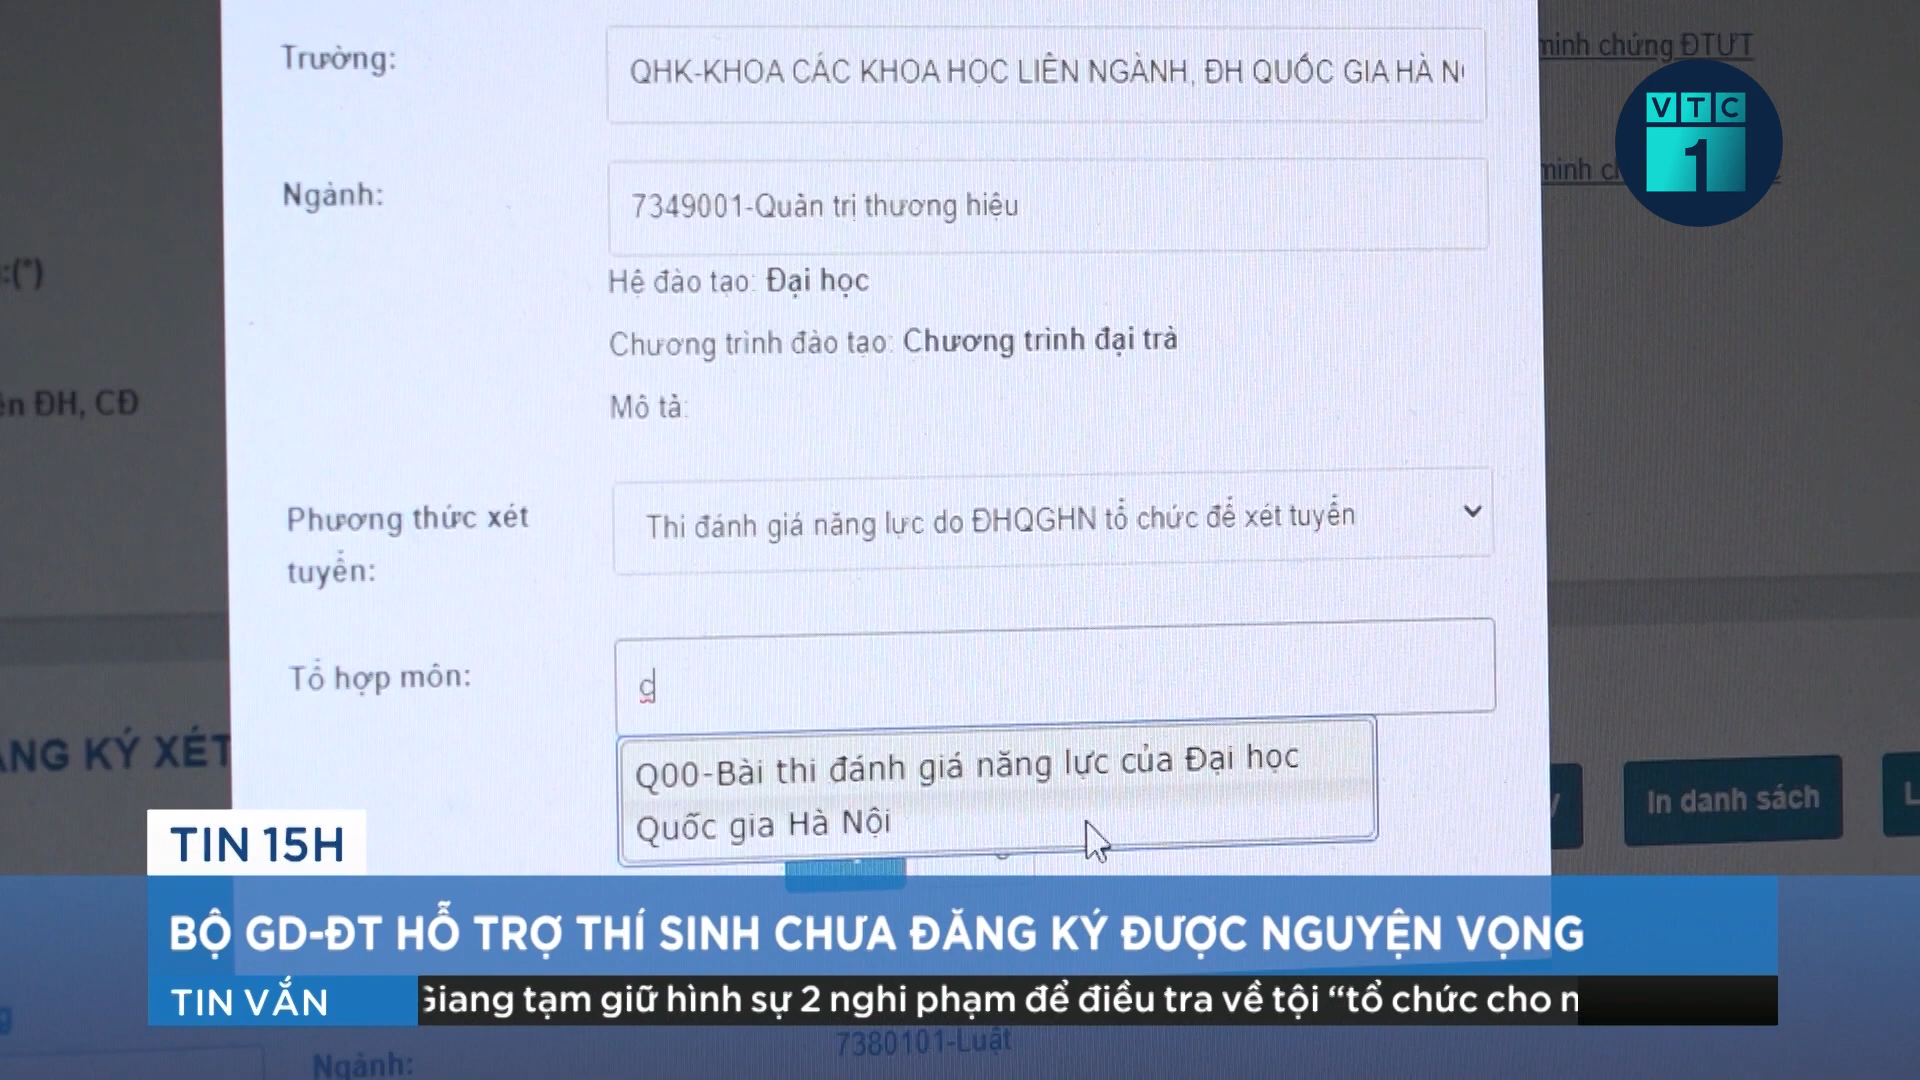 Trường:
QHK-KHOA CÁC KHOA HỌC LIÊN NGÀNH, ĐH QUỐC GIA HÀ
minh chứng ĐTƯT
VTC
1
minh
Ngành:
7349001-Quản trị thương hiệu
:(*)
Hệ đào tạo: Đại học
Chương trình đào tạo: Chương trình đại trà
ĐH, CĐ
Mô tả:
Phương thức xét
tuyển:
Thi đánh giá năng lực do ĐHQGHN tổ chức để xét tuyển
Tổ hợp môn:
q
Q00-Bài thi đánh giá năng lực của Đại học
Quốc gia Hà Nội
KÝ XÉT
In danh sách
TIN 15H
BỘ GD-ĐT HỖ TRỢ THÍ SINH CHƯA ĐĂNG KÝ ĐƯỢC NGUYỆN VỌNG
TIN VẮN
Giang tạm giữ hình sự 2 nghi phạm để điều tra về tội “tổ chức cho
7380101-Luật
Ngành: